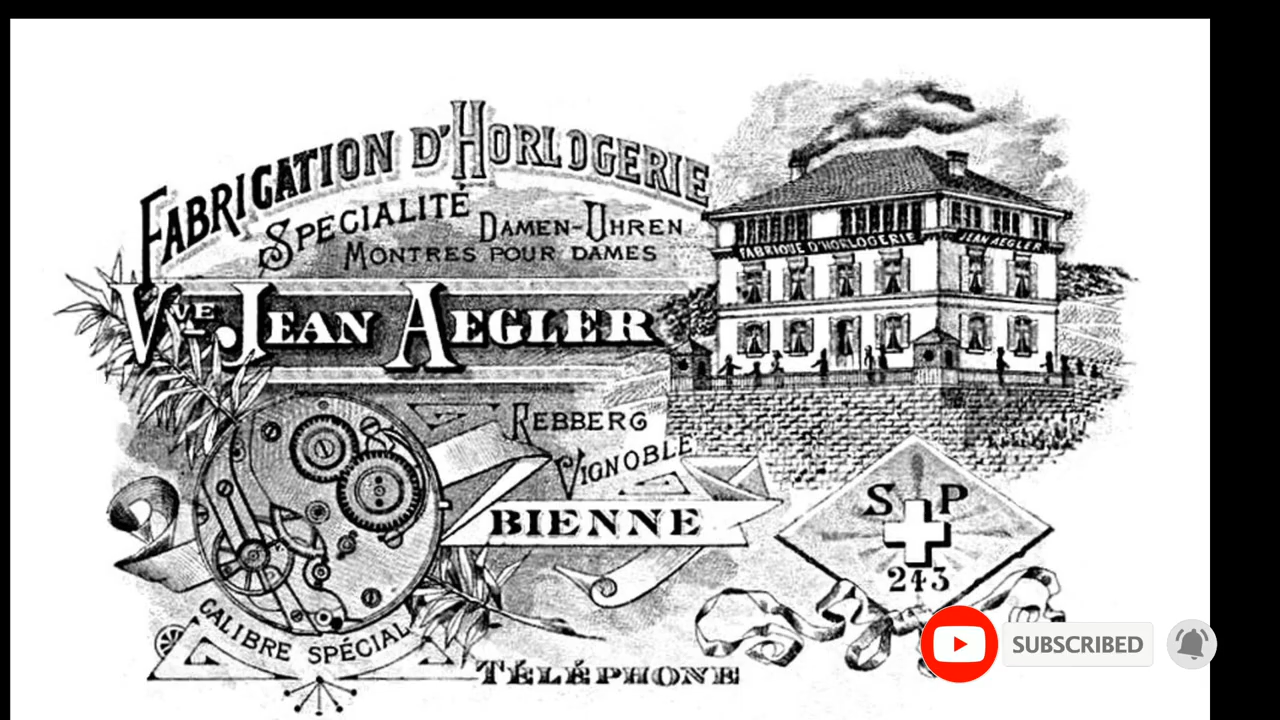 FABRICATION D'HORLOGERIE
SPECIALITÉ
DAMEN-UHREN
MONTRES POUR DAMES
VVE JEAN AEGLER
FABRIQUE D'HORLOGERIE
JEAN AEGLER
REBBERG
VIGNOBLE
BIENNE
S P
243
CALIBRE SPÉCIAL
TÉLÉPHONE
SUBSCRIBED